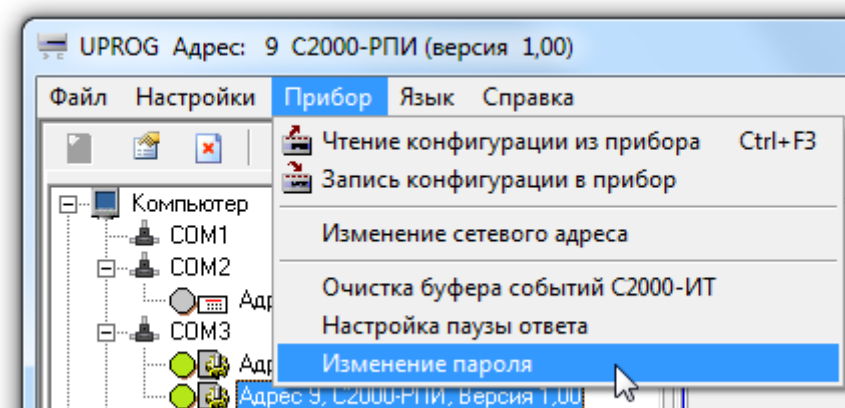 UPROG Адрес: 9 С2000-РПИ (версия 1,00)
Файл Настройки Прибор Язык Справка
Чтение конфигурации из прибора Ctrl+F3
Запись конфигурации в прибор
Компьютер
COM1
Изменение сетевого адреса
COM2
Очистка буфера событий С2000-ИТ
COM3
Настройка паузы ответа
Изменение пароля
Адрес 9, С2000-РПИ, Версия 1,00